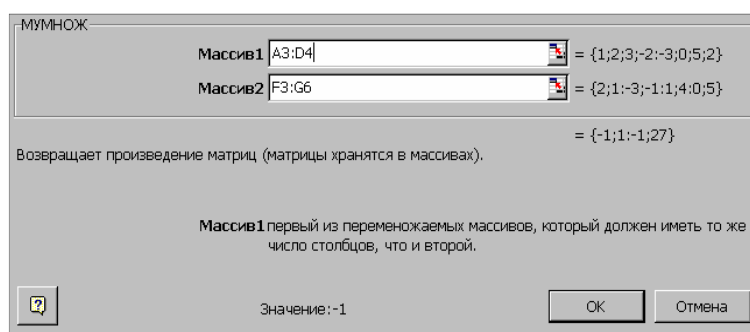 МУМНОЖ
Массив1 A3:D4 = {1;2;3;-2:-3;0;5;2}
Массив2 F3:G6 = {2;1:-3;-1:1;4:0;5}
= {-1;1:-1;27}
Возвращает произведение матриц (матрицы хранятся в массивах).
Массив1 первый из перемножаемых массивов, который должен иметь то же
число столбцов, что и второй.
Значение:-1 OK Отмена